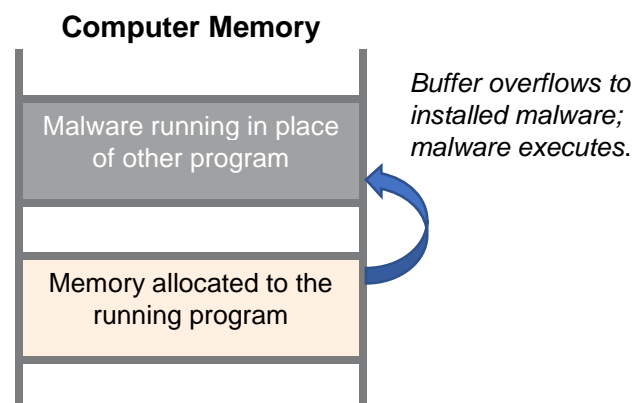 Computer Memory
Buffer overflows to
installed malware;
malware executes.
Malware running in place
of other program
Memory allocated to the
running program